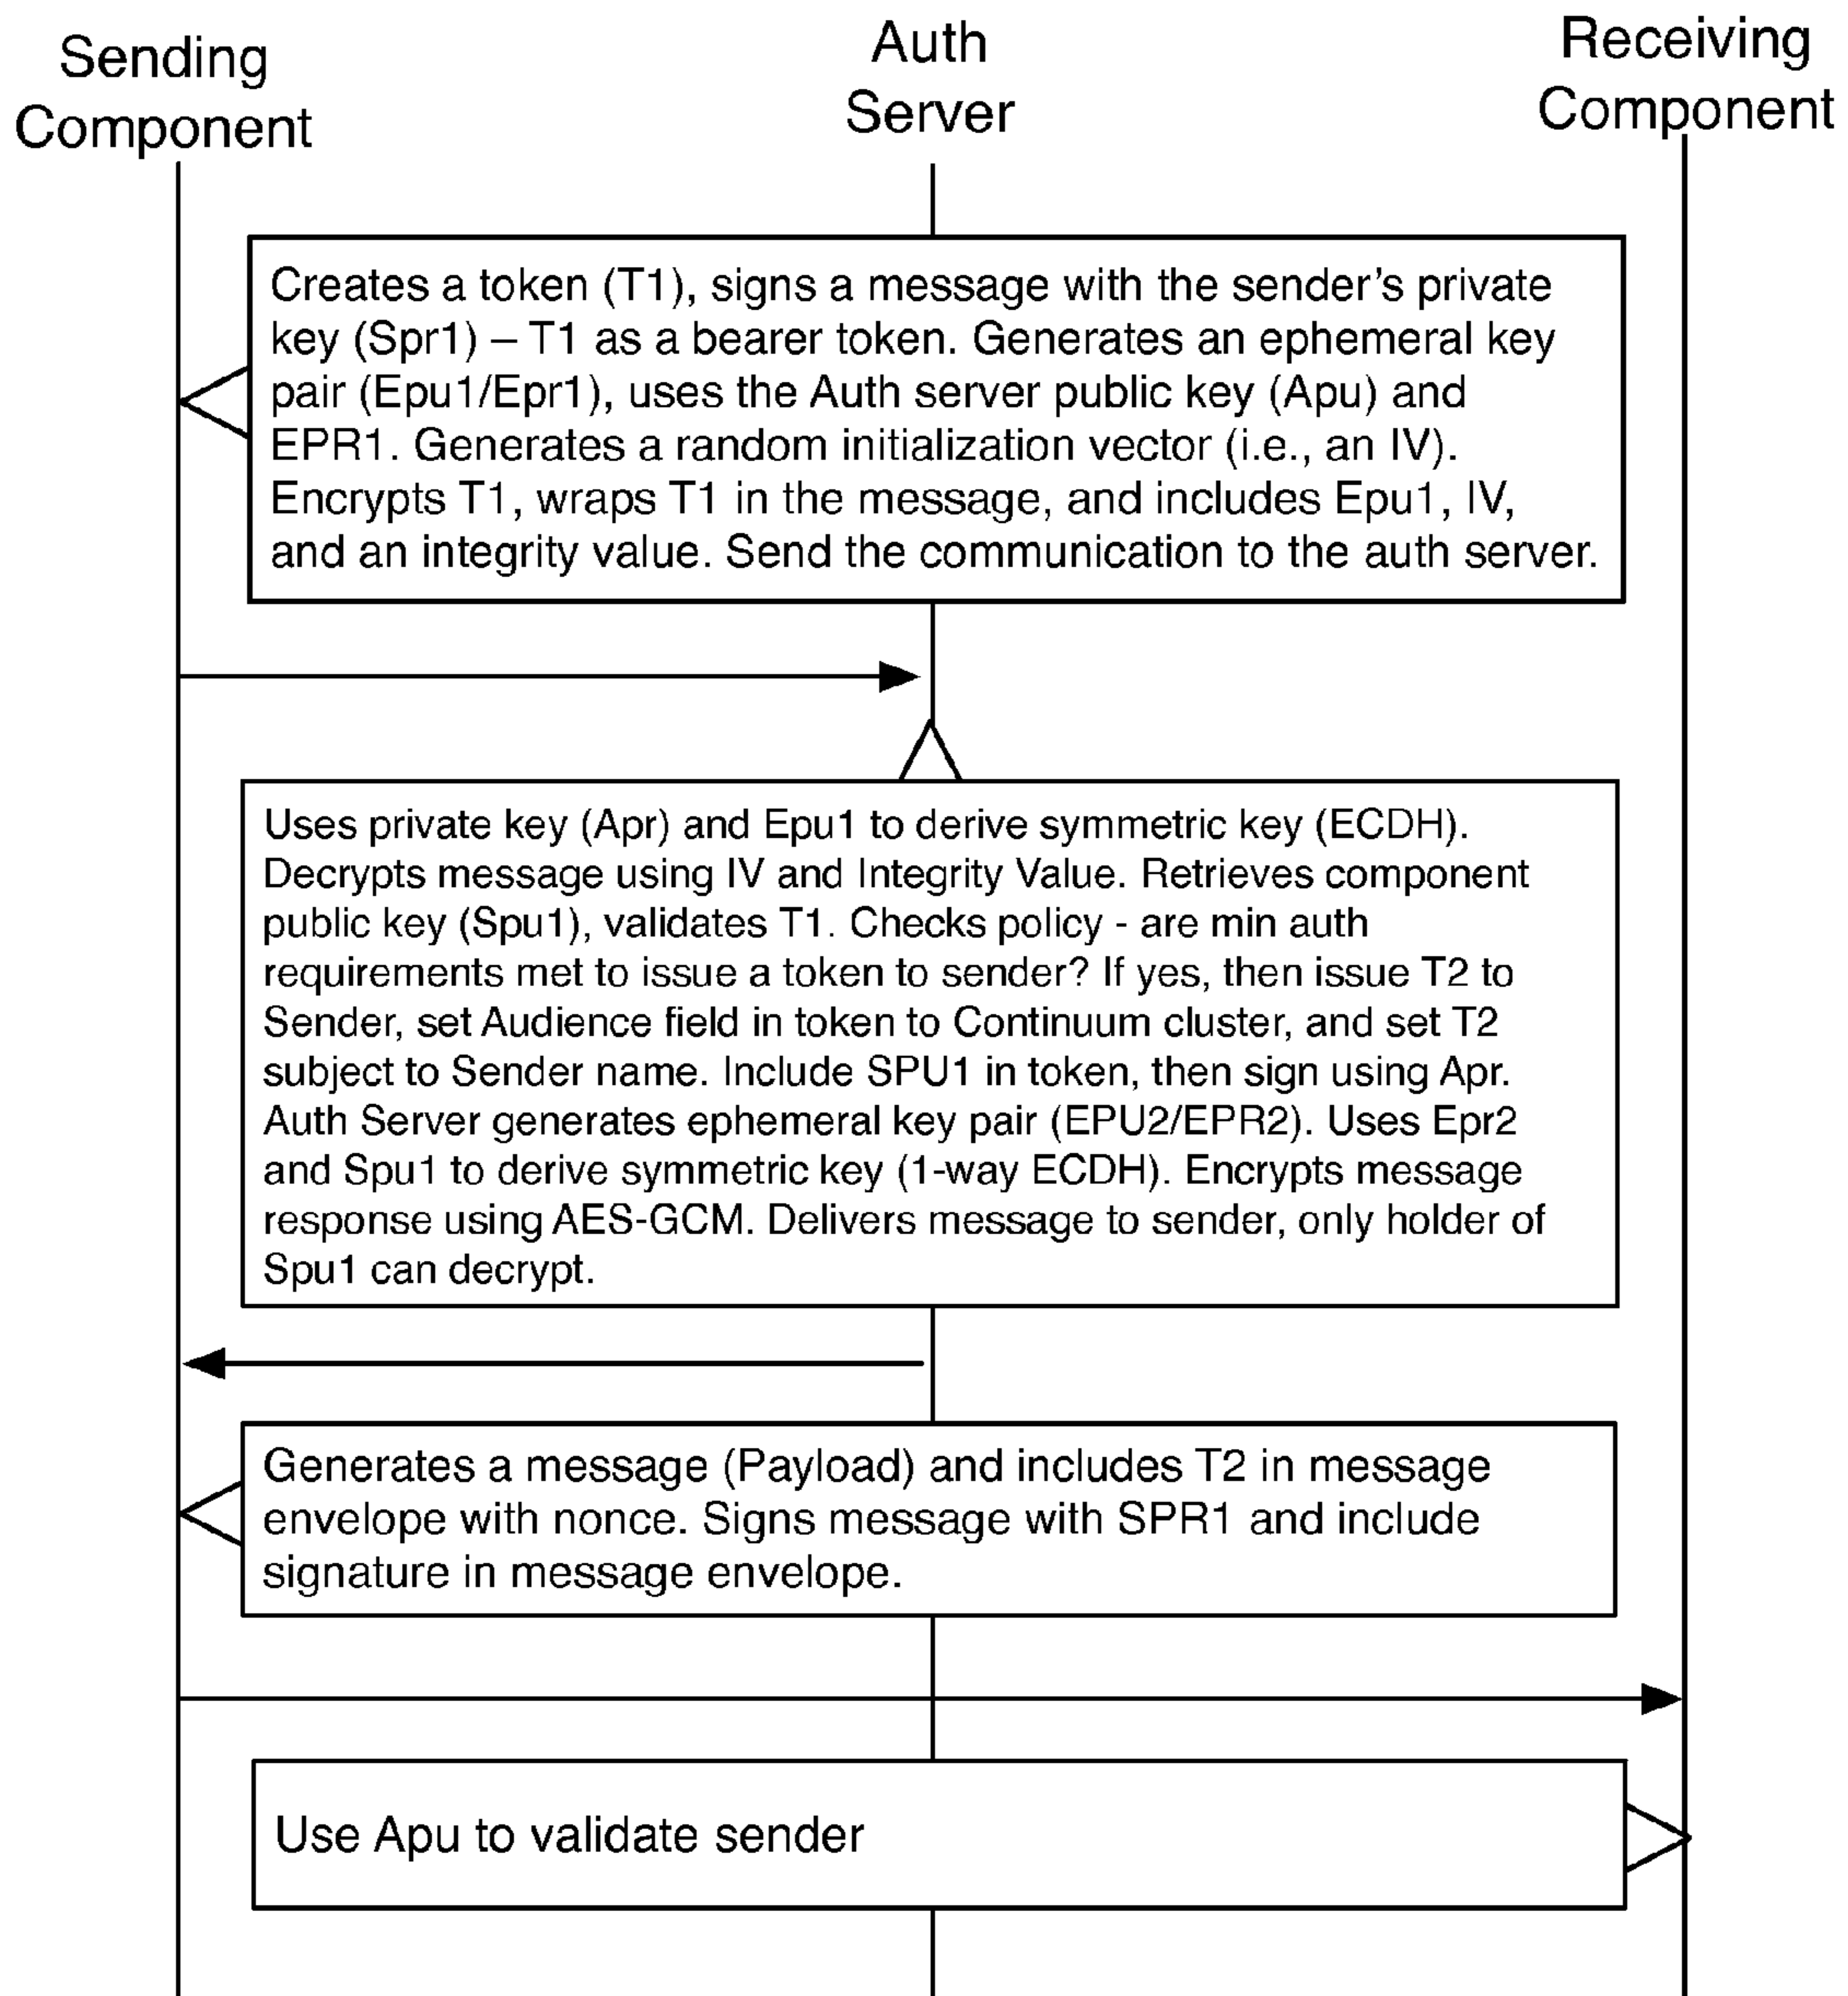 Sending
Component
Auth
Server
Receiving
Component
Creates a token (T1), signs a message with the sender’s private
key (Spr1) – T1 as a bearer token. Generates an ephemeral key
pair (Epu1/Epr1), uses the Auth server public key (Apu) and
EPR1. Generates a random initialization vector (i.e., an IV).
Encrypts T1, wraps T1 in the message, and includes Epu1, IV,
and an integrity value. Send the communication to the auth server.
Uses private key (Apr) and Epu1 to derive symmetric key (ECDH).
Decrypts message using IV and Integrity Value. Retrieves component
public key (Spu1), validates T1. Checks policy - are min auth
requirements met to issue a token to sender? If yes, then issue T2 to
Sender, set Audience field in token to Continuum cluster, and set T2
subject to Sender name. Include SPU1 in token, then sign using Apr.
Auth Server generates ephemeral key pair (EPU2/EPR2). Uses Epr2
and Spu1 to derive symmetric key (1-way ECDH). Encrypts message
response using AES-GCM. Delivers message to sender, only holder of
Spu1 can decrypt.
Generates a message (Payload) and includes T2 in message
envelope with nonce. Signs message with SPR1 and include
signature in message envelope.
Use Apu to validate sender